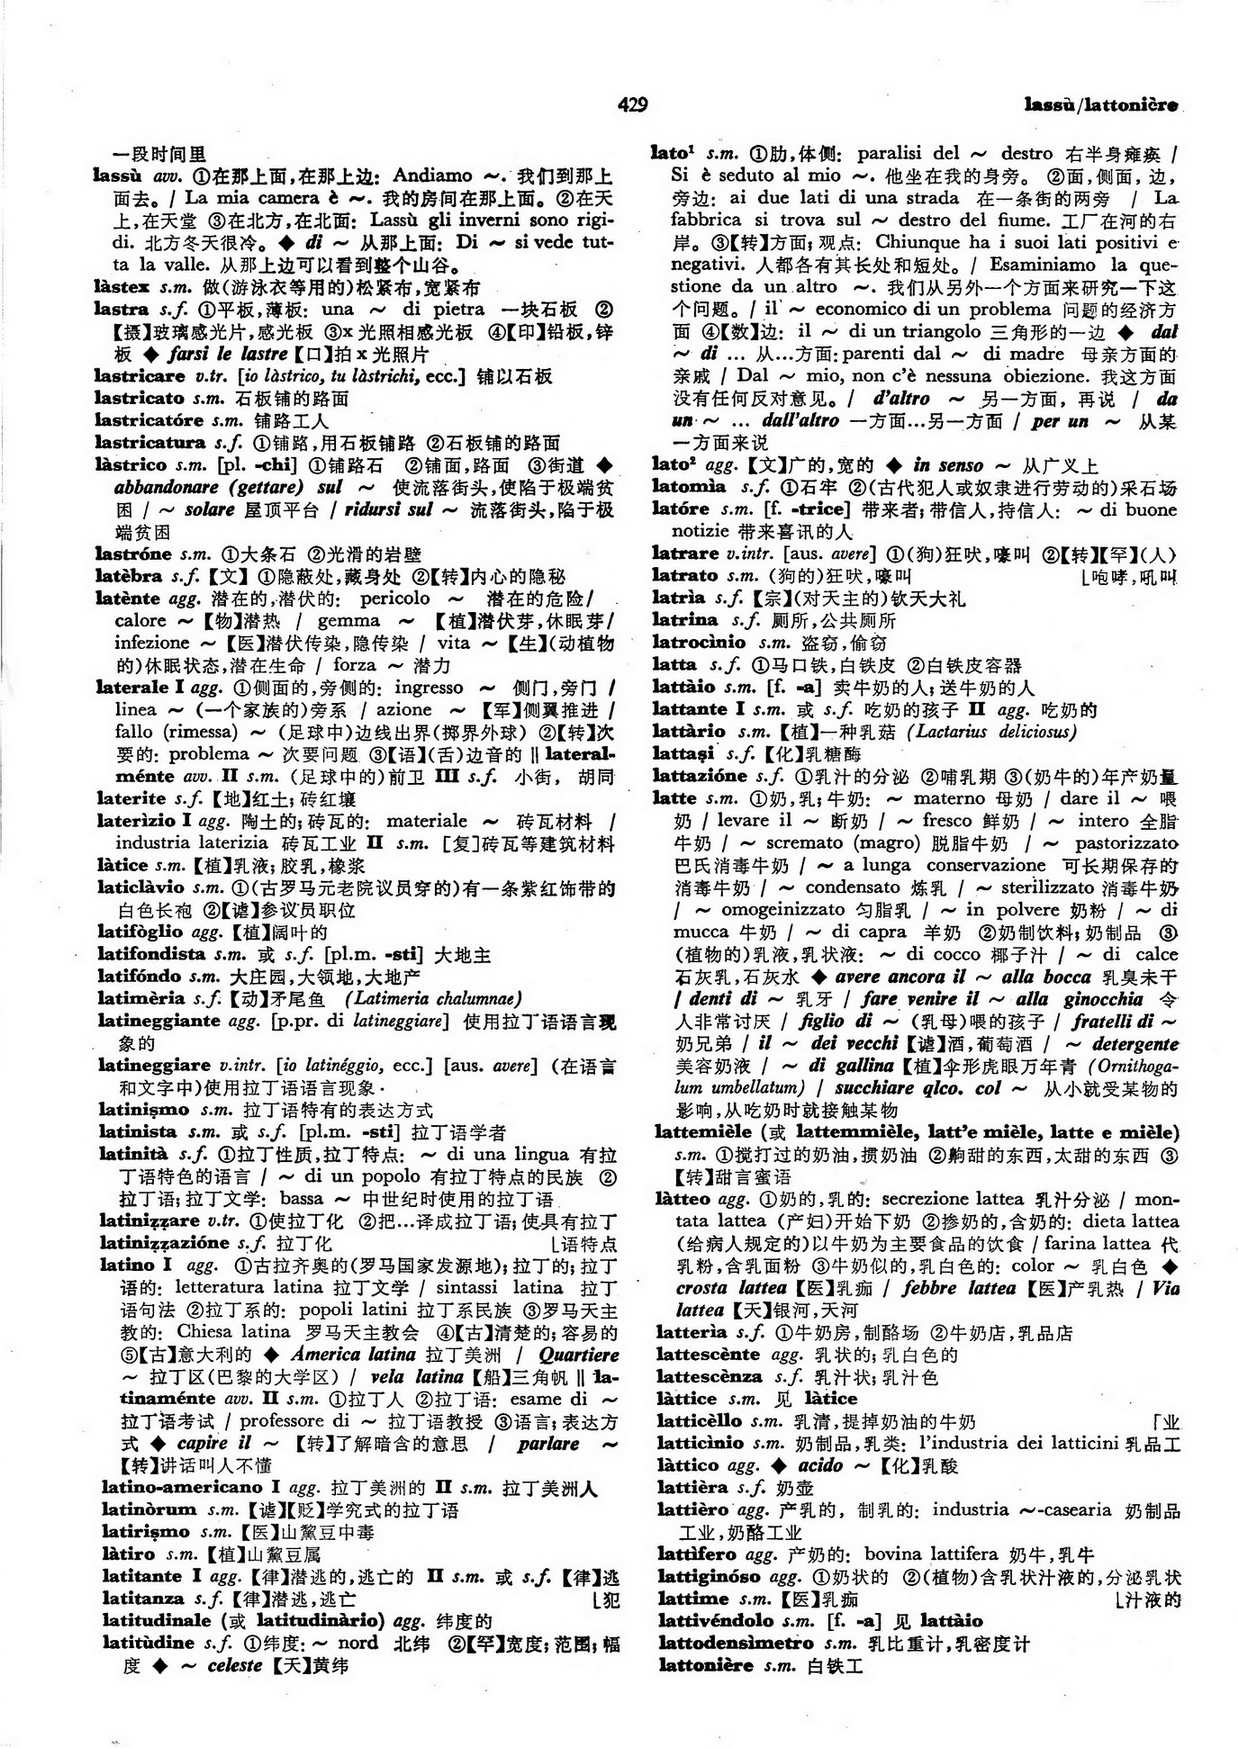 429
lassù/lattonière
一段时间里
lassù avv. ①在那上面,在那上边: Andiamo ～. 我们到那上
面去。/ La mia camera è ～. 我的房间在那上面。②在天
上,在天堂 ③在北方,在北面: Lassù gli inverni sono rigi-
di. 北方冬天很冷。◆ di ～ 从那上面: Di ～ si vede tut-
ta la valle. 从那上边可以看到整个山谷。
làstex s.m. 做(游泳衣等用的)松紧布,宽紧布
lastra s.f. ①平板,薄板: una ～ di pietra 一块石板 ②
【摄】玻璃感光片,感光板 ③x光照相感光板 ④【印】铅板,锌
板 ◆ farsi le lastre【口】拍x光照片
lastricare v.tr. [io làstrico, tu làstrichi, ecc.] 铺以石板
lastricato s.m. 石板铺的路面
lastricatóre s.m. 铺路工人
lastricatura s.f. ①铺路,用石板铺路 ②石板铺的路面
làstrico s.m. [pl. -chi] ①铺路石 ②铺面,路面 ③街道 ◆
abbandonare (gettare) sul ～ 使流落街头,使陷于极端贫
困 / ～ solare 屋顶平台 / ridursi sul ～ 流落街头,陷于极
端贫困
lastróne s.m. ①大条石 ②光滑的岩壁
latèbra s.f.【文】①隐蔽处,藏身处 ②【转】内心的隐秘
latènte agg. 潜在的,潜伏的: pericolo ～ 潜在的危险/
calore ～【物】潜热 / gemma ～ 【植】潜伏芽,休眠芽/
infezione ～【医】潜伏传染,隐传染 / vita ～【生】(动植物
的)休眠状态,潜在生命 / forza ～ 潜力
laterale I agg. ①侧面的,旁侧的: ingresso ～ 侧门,旁门 /
linea ～ (一个家族的)旁系 / azione ～ 【军】侧翼推进 /
fallo (rimessa) ～ (足球中)边线出界(掷界外球) ②【转】次
要的: problema ～ 次要问题 ③【语】(舌)边音的 ‖ lateral-
ménte avv. II s.m. (足球中的)前卫 III s.f. 小街, 胡同
laterite s.f.【地】红土;砖红壤
laterìzio I agg. 陶土的;砖瓦的: materiale ～ 砖瓦材料 /
industria laterizia 砖瓦工业 II s.m. [复]砖瓦等建筑材料
làtice s.m.【植】乳液;胶乳,橡浆
laticlàvio s.m. ①(古罗马元老院议员穿的)有一条紫红饰带的
白色长袍 ②【谑】参议员职位
latifòglio agg.【植】阔叶的
latifondista s.m. 或 s.f. [pl.m. -sti] 大地主
latifóndo s.m. 大庄园,大领地,大地产
latimèria s.f.【动】矛尾鱼 (Latimeria chalumnae)
latineggiante agg. [p.pr. di latineggiare] 使用拉丁语语言现
象的
latineggiare v.intr. [io latinéggio, ecc.] [aus. avere] (在语言
和文字中)使用拉丁语语言现象
latinismo s.m. 拉丁语特有的表达方式
latinista s.m. 或 s.f. [pl.m. -sti] 拉丁语学者
latinità s.f. ①拉丁性质,拉丁特点: ～ di una lingua 有拉
丁语特色的语言 / ～ di un popolo 有拉丁特点的民族 ②
拉丁语;拉丁文学: bassa ～ 中世纪时使用的拉丁语
latinizzare v.tr. ①使拉丁化 ②把…译成拉丁语;使具有拉丁
latinizzazióne s.f. 拉丁化 ⌊语特点
latino I agg. ①古拉齐奥的(罗马国家发源地);拉丁的;拉丁
语的: letteratura latina 拉丁文学 / sintassi latina 拉丁
语句法 ②拉丁系的: popoli latini 拉丁系民族 ③罗马天主
教的: Chiesa latina 罗马天主教会 ④【古】清楚的;容易的
⑤【古】意大利的 ◆ America latina 拉丁美洲 / Quartiere
～ 拉丁区(巴黎的大学区) / vela latina【船】三角帆 ‖ la-
tinaménte avv. II s.m. ①拉丁人 ②拉丁语: esame di ～
拉丁语考试 / professore di ～ 拉丁语教授 ③语言;表达方
式 ◆ capire il ～ 【转】了解暗含的意思 / parlare ～
【转】讲话叫人不懂
latino-americano I agg. 拉丁美洲的 II s.m. 拉丁美洲人
latinòrum s.m.【谑】【贬】学究式的拉丁语
latirismo s.m.【医】山黧豆中毒
làtiro s.m.【植】山黧豆属
latitante I agg.【律】潜逃的,逃亡的 II s.m. 或 s.f.【律】逃
latitanza s.f.【律】潜逃,逃亡 ⌊犯
latitudinale (或 latitudinàrio) agg. 纬度的
latitùdine s.f. ①纬度: ～ nord 北纬 ②【罕】宽度;范围;幅
度 ◆ ～ celeste【天】黄纬
lato¹ s.m. ①肋,体侧: paralisi del ～ destro 右半身瘫痪 /
Si è seduto al mio ～. 他坐在我的身旁。 ②面,侧面, 边,
旁边: ai due lati di una strada 在一条街的两旁 / La
fabbrica si trova sul ～ destro del fiume. 工厂在河的右
岸。③【转】方面;观点: Chiunque ha i suoi lati positivi e
negativi. 人都各有其长处和短处。/ Esaminiamo la que-
stione da un altro ～. 我们从另外一个方面来研究一下这
个问题。/ il ～ economico di un problema 问题的经济方
面 ④【数】边: il ～ di un triangolo 三角形的一边 ◆ dal
～ di ... 从…方面: parenti dal ～ di madre 母亲方面的
亲戚 / Dal ～ mio, non c'è nessuna obiezione. 我这方面
没有任何反对意见。/ d'altro ～ 另一方面, 再说 / da
un ～ ... dall'altro 一方面…另一方面 / per un ～ 从某
一方面来说
lato² agg.【文】广的,宽的 ◆ in senso ～ 从广义上
latomìa s.f. ①石牢 ②(古代犯人或奴隶进行劳动的)采石场
latóre s.m. [f. -trice] 带来者;带信人,持信人: ～ di buone
notizie 带来喜讯的人
latrare v.intr. [aus. avere] ①(狗)狂吠,嚎叫 ②【转】【罕】(人)
latrato s.m. (狗的)狂吠,嚎叫 ⌊咆哮,吼叫
latrìa s.f.【宗】(对天主的)钦天大礼
latrina s.f. 厕所,公共厕所
latrocìnio s.m. 盗窃,偷窃
latta s.f. ①马口铁,白铁皮 ②白铁皮容器
lattàio s.m. [f. -a] 卖牛奶的人;送牛奶的人
lattante I s.m. 或 s.f. 吃奶的孩子 II agg. 吃奶的
lattàrio s.m.【植】一种乳菇 (Lactarius deliciosus)
lattasi s.f.【化】乳糖酶
lattazióne s.f. ①乳汁的分泌 ②哺乳期 ③(奶牛的)年产奶量
latte s.m. ①奶,乳;牛奶: ～ materno 母奶 / dare il ～ 喂
奶 / levare il ～ 断奶 / ～ fresco 鲜奶 / ～ intero 全脂
牛奶 / ～ scremato (magro) 脱脂牛奶 / ～ pastorizzato
巴氏消毒牛奶 / ～ a lunga conservazione 可长期保存的
消毒牛奶 / ～ condensato 炼乳 / ～ sterilizzato 消毒牛奶
/ ～ omogeinizzato 匀脂乳 / ～ in polvere 奶粉 / ～ di
mucca 牛奶 / ～ di capra 羊奶 ②奶制饮料;奶制品 ③
(植物的)乳液,乳状液: ～ di cocco 椰子汁 / ～ di calce
石灰乳,石灰水 ◆ avere ancora il ～ alla bocca 乳臭未干
/ denti di ～ 乳牙 / fare venire il ～ alla ginocchia 令
人非常讨厌 / figlio di ～ (乳母)喂的孩子 / fratelli di ～
奶兄弟 / il ～ dei vecchi【谑】酒,葡萄酒 / ～ detergente
美容奶液 / ～ di gallina【植】伞形虎眼万年青 (Ornithoga-
lum umbellatum) / succhiare qlco. col ～ 从小就受某物的
影响,从吃奶时就接触某物
lattemièle (或 lattemmièle, latt'e mièle, latte e mièle)
s.m. ①搅打过的奶油,掼奶油 ②齁甜的东西,太甜的东西 ③
【转】甜言蜜语
làtteo agg. ①奶的,乳的: secrezione lattea 乳汁分泌 / mon-
tata lattea (产妇)开始下奶 ②掺奶的,含奶的: dieta lattea
(给病人规定的)以牛奶为主要食品的饮食 / farina lattea 代
乳粉,含乳面粉 ③牛奶似的,乳白色的: color ～ 乳白色 ◆
crosta lattea【医】乳痂 / febbre lattea【医】产乳热 / Via
lattea【天】银河,天河
latterìa s.f. ①牛奶房,制酪场 ②牛奶店,乳品店
lattescènte agg. 乳状的;乳白色的
lattescènza s.f. 乳汁状;乳汁色
làttice s.m. 见 làtice
latticèllo s.m. 乳清,提掉奶油的牛奶 ⌈业
latticìnio s.m. 奶制品,乳类: l'industria dei latticini 乳品工
làttico agg. ◆ acido ～【化】乳酸
lattièra s.f. 奶壶
lattièro agg. 产乳的, 制乳的: industria ～-casearia 奶制品
工业,奶酪工业
lattìfero agg. 产奶的: bovina lattifera 奶牛,乳牛
lattiginóso agg. ①奶状的 ②(植物)含乳状汁液的,分泌乳状
lattime s.m.【医】乳痂 ⌊汁液的
lattivéndolo s.m. [f. -a] 见 lattàio
lattodensìmetro s.m. 乳比重计,乳密度计
lattonière s.m. 白铁工